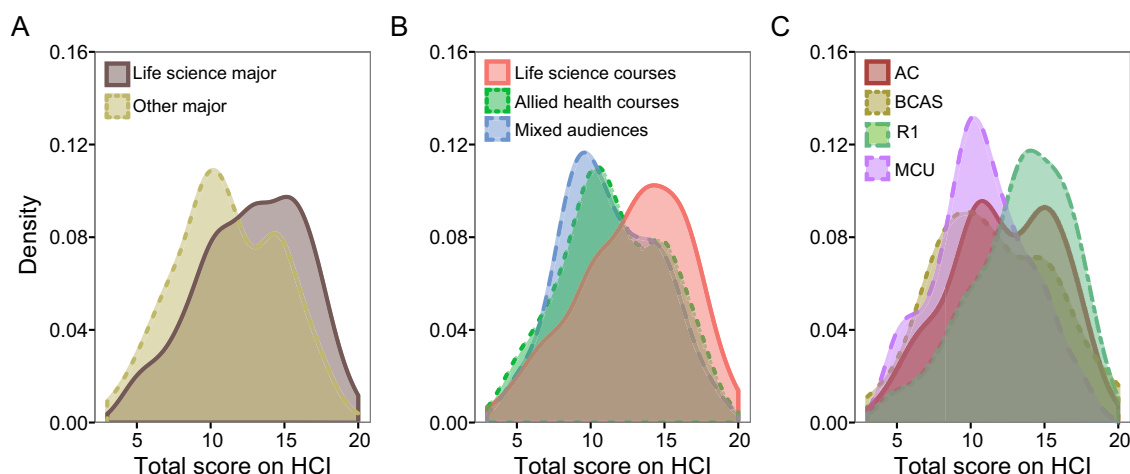 A
B
C
0.16
0.12
0.08
0.04
0.00
Density
Life science major
Other major
5
10
15
20
Total score on HCI
0.16
0.12
0.08
0.04
0.00
Life science courses
Allied health courses
Mixed audiences
5
10
15
20
Total score on HCI
0.16
0.12
0.08
0.04
0.00
AC
BCAS
R1
MCU
5
10
15
20
Total score on HCI